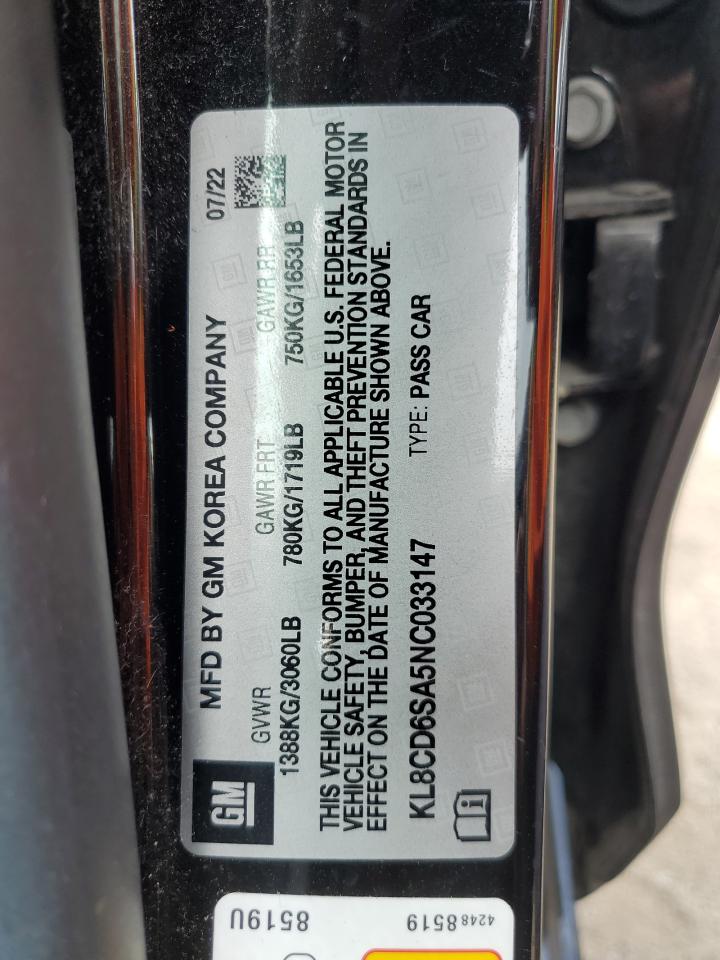 GM
MFD BY GM KOREA COMPANY 07/22
GVWR GAWR FRT GAWR RR
1388KG/3060LB 780KG/1719LB 750KG/1653LB
THIS VEHICLE CONFORMS TO ALL APPLICABLE U.S. FEDERAL MOTOR
VEHICLE SAFETY, BUMPER, AND THEFT PREVENTION STANDARDS IN
EFFECT ON THE DATE OF MANUFACTURE SHOWN ABOVE.
KL8CD6SA5NC033147 TYPE: PASS CAR
8519U
42488519